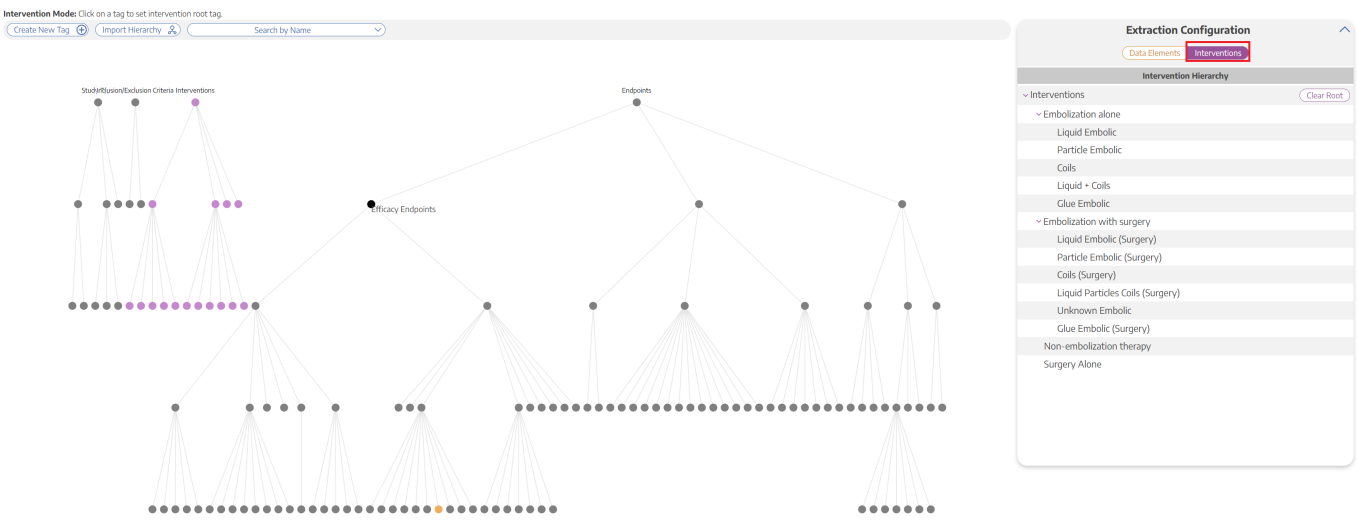 Intervention Mode: Click on a tag to set intervention root tag.
Create New Tag
Import Hierarchy
Search by Name
Inclusion/Exclusion Criteria
Interventions
Endpoints
Efficacy Endpoints
Extraction Configuration
Data Elements
Interventions
Intervention Hierarchy
Interventions
Clear Root
Embolization alone
Liquid Embolic
Particle Embolic
Coils
Liquid + Coils
Glue Embolic
Embolization with surgery
Liquid Embolic (Surgery)
Particle Embolic (Surgery)
Coils (Surgery)
Liquid Particles Coils (Surgery)
Unknown Embolic
Glue Embolic (Surgery)
Non-embolization therapy
Surgery Alone